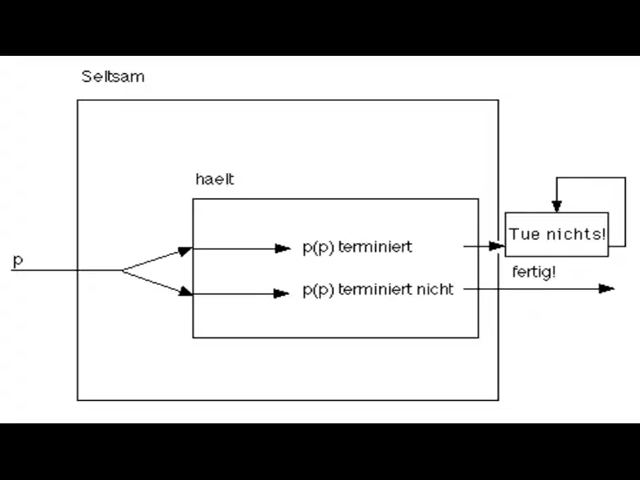 Seltsam
haelt
p
p(p) terminiert
Tue nichts!
fertig!
p(p) terminiert nicht